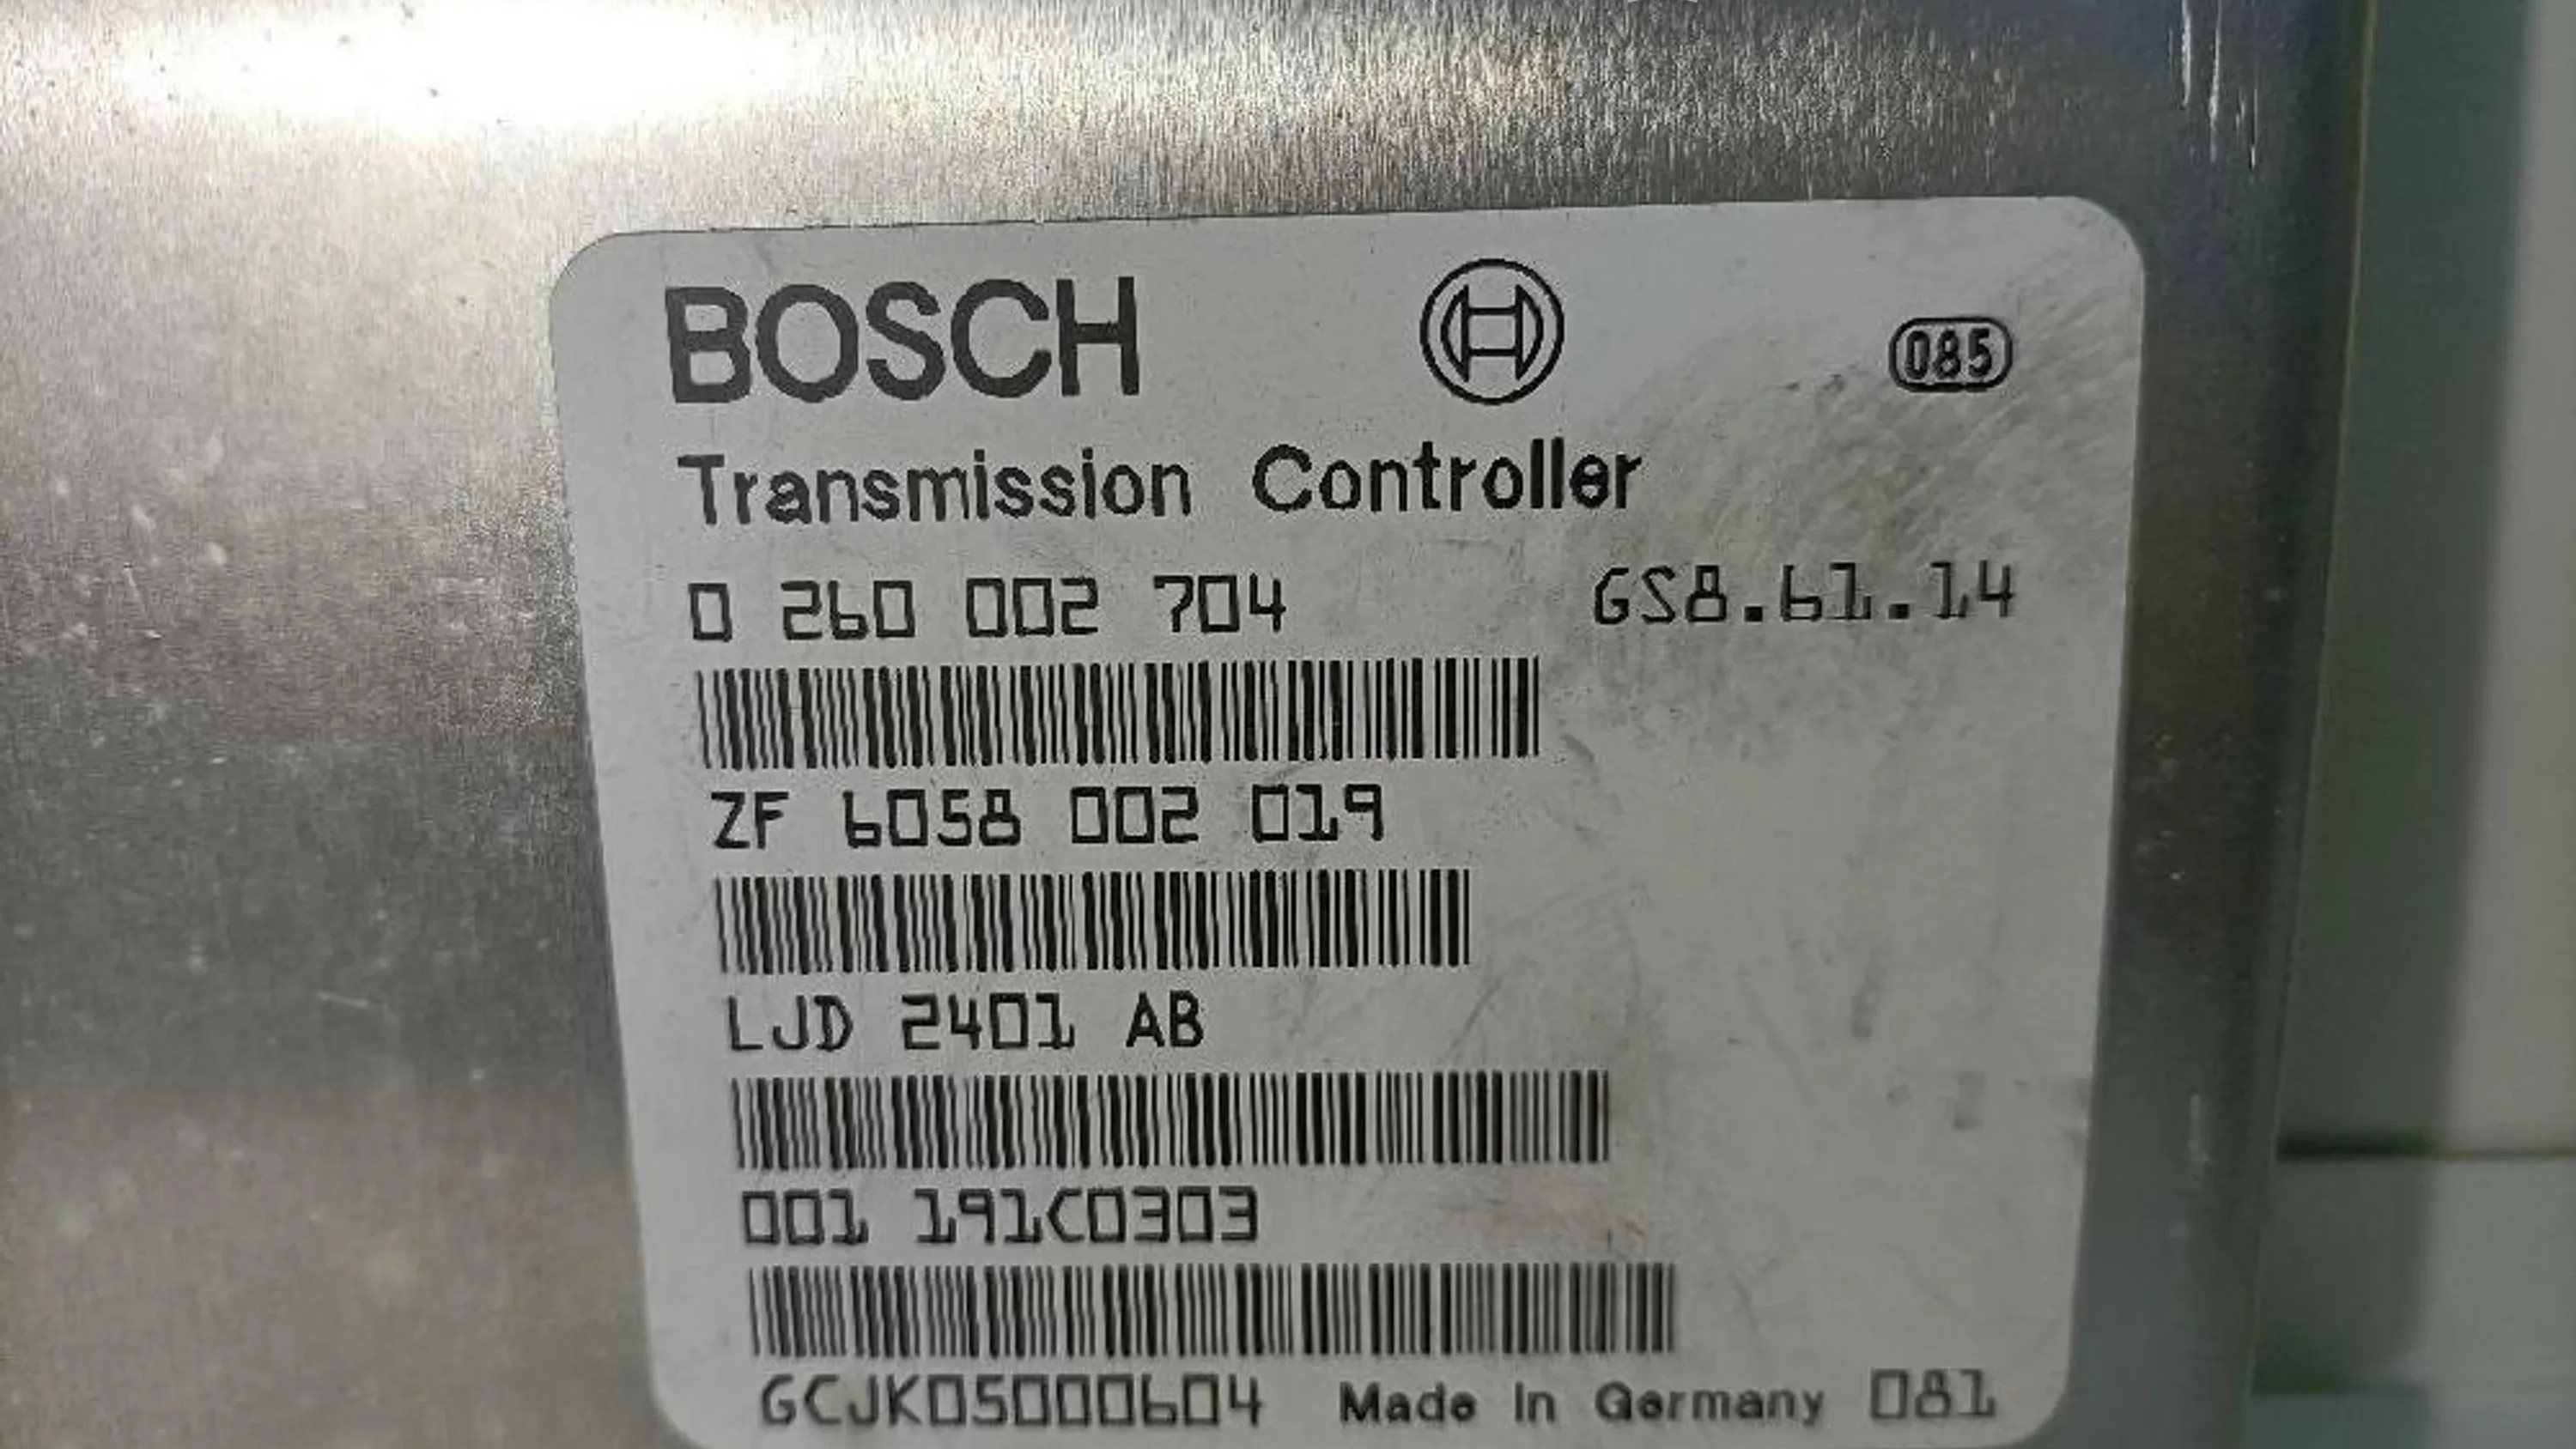 BOSCH 085
Transmission Controller
0 260 002 704 GS8.61.14
ZF 6058 002 019
LJD 2401 AB
001 191C0303
GCJK05000604 Made In Germany 081